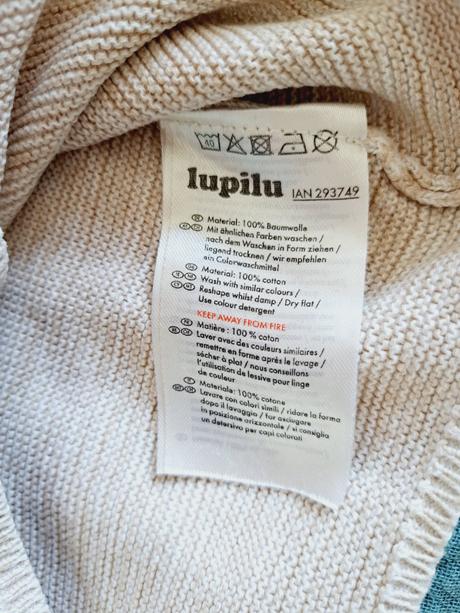 40
lupilu IAN 293749
Material: 100% Baumwolle
Mit ähnlichen Farben waschen /
nach dem Waschen in Form ziehen /
liegend trocknen / wir empfehlen
ein Colorwaschmittel
Material: 100% cotton
Wash with similar colours /
Reshape whilst damp / Dry flat /
Use colour detergent
KEEP AWAY FROM FIRE
Matière : 100 % coton
Laver avec des couleurs similaires /
remettre en forme après le lavage /
sécher à plat / nous conseillons
l'utilisation de lessive pour linge
de couleur
Materiale: 100% cotone
Lavare con colori simili / ridare la forma
dopo il lavaggio / far asciugare
in posizione orizzontale / si consiglia
un detersivo per capi colorati